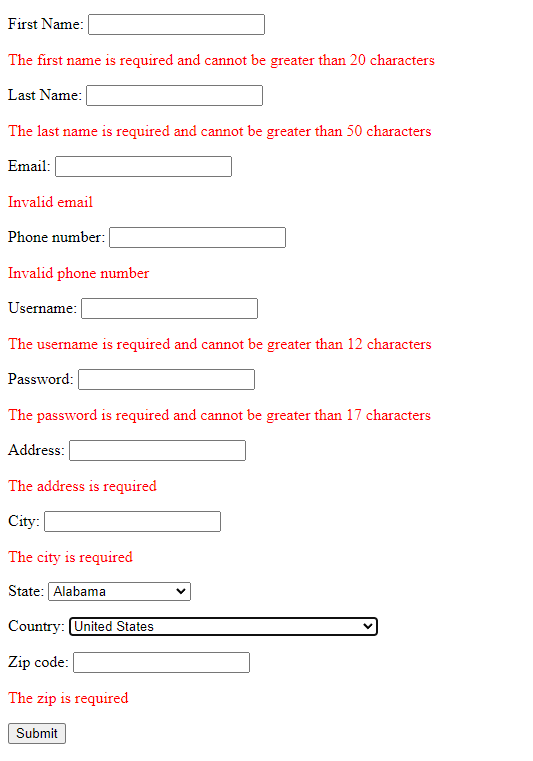 First Name:
The first name is required and cannot be greater than 20 characters
Last Name:
The last name is required and cannot be greater than 50 characters
Email:
Invalid email
Phone number:
Invalid phone number
Username:
The username is required and cannot be greater than 12 characters
Password:
The password is required and cannot be greater than 17 characters
Address:
The address is required
City:
The city is required
State: Alabama
Country: United States
Zip code:
The zip is required
Submit